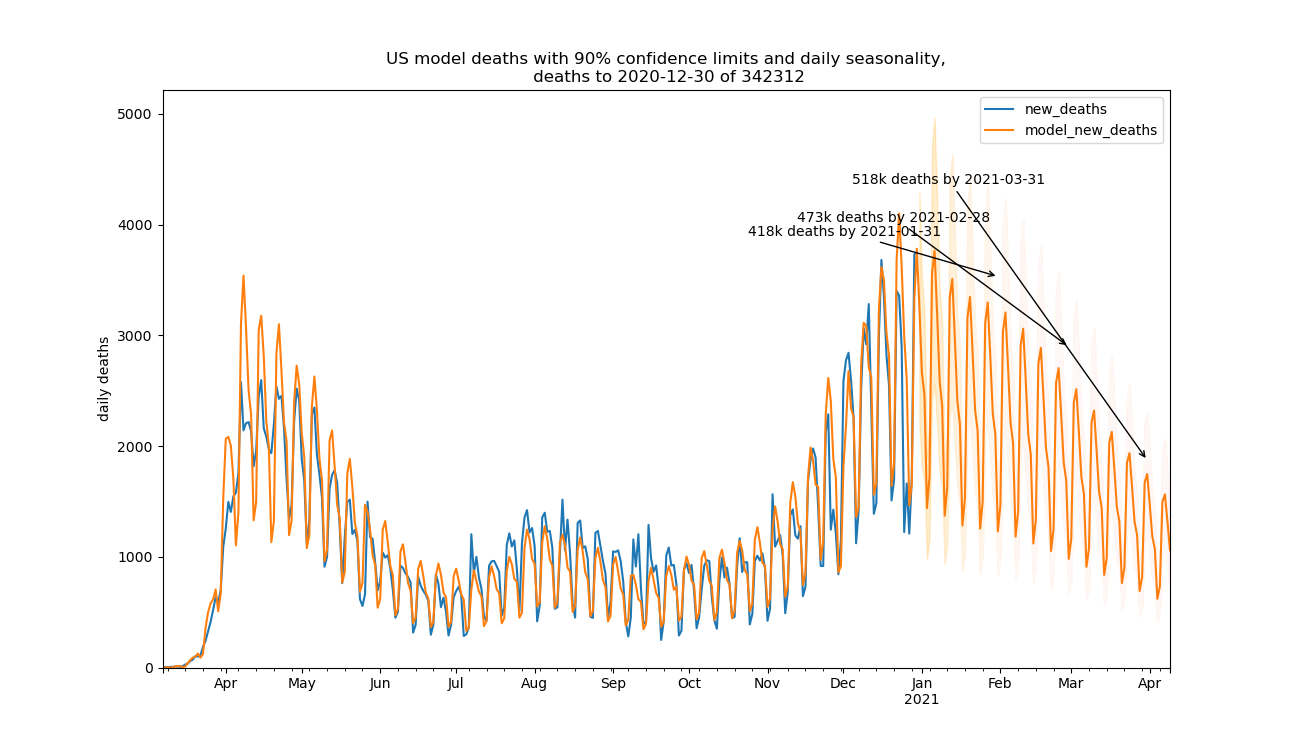 US model deaths with 90% confidence limits and daily seasonality,
deaths to 2020-12-30 of 342312
new_deaths
model_new_deaths
518k deaths by 2021-03-31
473k deaths by 2021-02-28
418k deaths by 2021-01-31
daily deaths
5000
4000
3000
2000
1000
0
Apr May Jun Jul Aug Sep Oct Nov Dec Jan Feb Mar Apr
2021